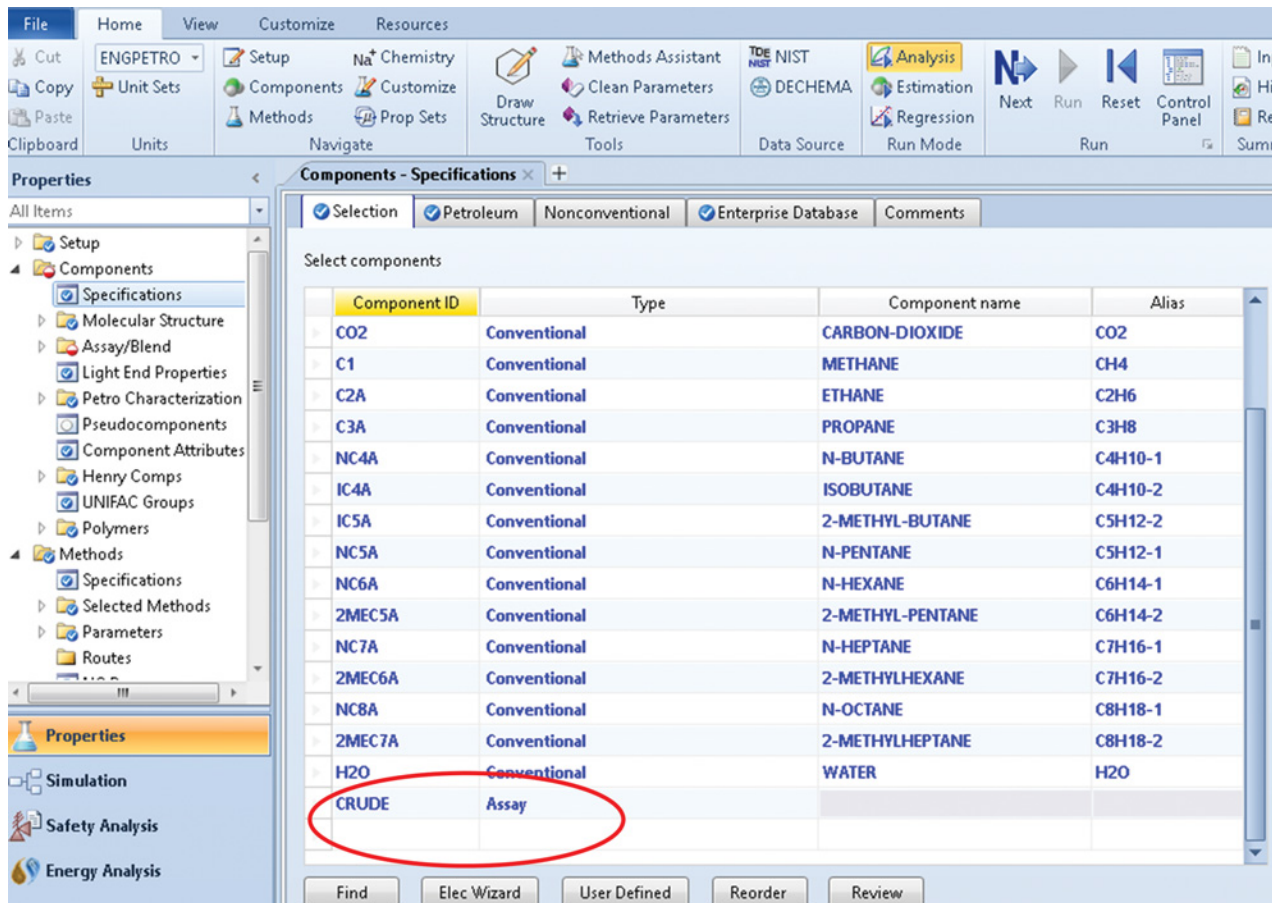 File Home View Customize Resources
Cut ENGPETRO Setup Na+ Chemistry Methods Assistant NIST Analysis
Copy Unit Sets Components Customize Draw Structure Clean Parameters DECHEMA Estimation Next Run Reset Control Panel
Paste Methods Prop Sets Retrieve Parameters Regression
Clipboard Units Navigate Tools Data Source Run Mode Run
Properties
Components - Specifications
All Items
Selection Petroleum Nonconventional Enterprise Database Comments
Setup
Components
Specifications
Molecular Structure
Assay/Blend
Light End Properties
Petro Characterization
Pseudocomponents
Component Attributes
Henry Comps
UNIFAC Groups
Polymers
Methods
Specifications
Selected Methods
Parameters
Routes
Properties
Simulation
Safety Analysis
Energy Analysis
Select components
Component ID Type Component name Alias
CO2 Conventional CARBON-DIOXIDE CO2
C1 Conventional METHANE CH4
C2A Conventional ETHANE C2H6
C3A Conventional PROPANE C3H8
NC4A Conventional N-BUTANE C4H10-1
IC4A Conventional ISOBUTANE C4H10-2
IC5A Conventional 2-METHYL-BUTANE C5H12-2
NC5A Conventional N-PENTANE C5H12-1
NC6A Conventional N-HEXANE C6H14-1
2MEC5A Conventional 2-METHYL-PENTANE C6H14-2
NC7A Conventional N-HEPTANE C7H16-1
2MEC6A Conventional 2-METHYLHEXANE C7H16-2
NC8A Conventional N-OCTANE C8H18-1
2MEC7A Conventional 2-METHYLHEPTANE C8H18-2
H2O Conventional WATER H2O
CRUDE Assay
Find Elec Wizard User Defined Reorder Review